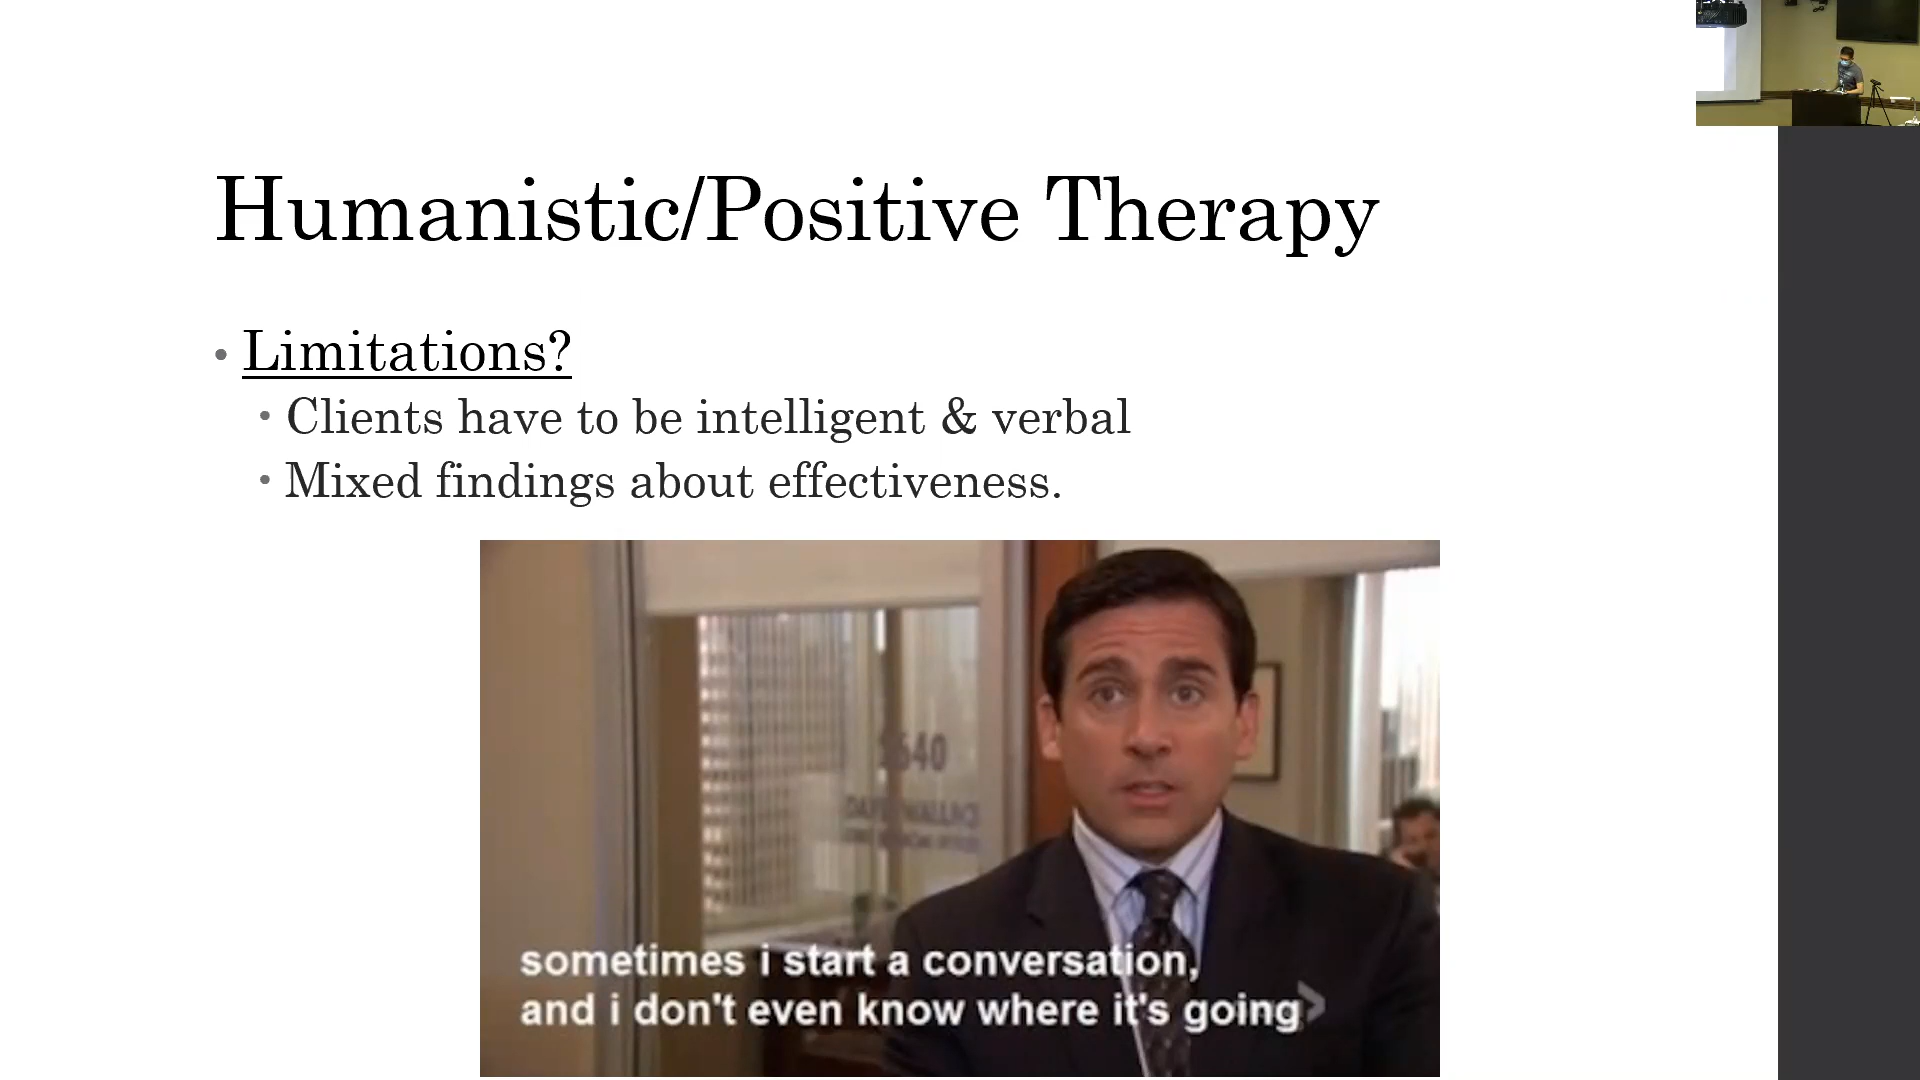 Humanistic/Positive Therapy
• Limitations?
• Clients have to be intelligent & verbal
• Mixed findings about effectiveness.
640
sometimes i start a conversation,
and i don't even know where it's going